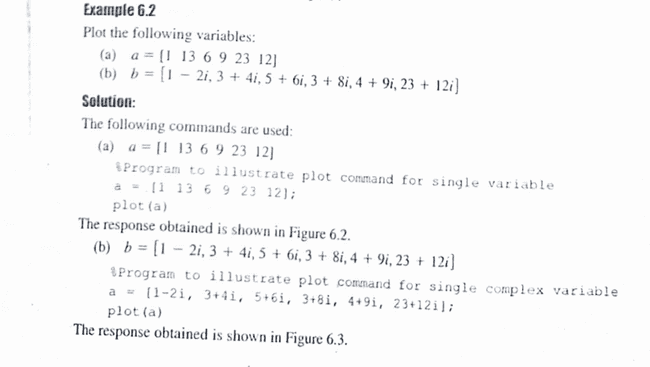 Example 6.2
Plot the following variables:
(a) a = [1 13 6 9 23 12]
(b) b = [1 − 2i, 3 + 4i, 5 + 6i, 3 + 8i, 4 + 9i, 23 + 12i]
Solution:
The following commands are used:
(a) a = [1 13 6 9 23 12]
%Program to illustrate plot command for single variable
a = [1 13 6 9 23 12];
plot(a)
The response obtained is shown in Figure 6.2.
(b) b = [1 − 2i, 3 + 4i, 5 + 6i, 3 + 8i, 4 + 9i, 23 + 12i]
%Program to illustrate plot command for single complex variable
a = [1-2i, 3+4i, 5+6i, 3+8i, 4+9i, 23+12i];
plot(a)
The response obtained is shown in Figure 6.3.